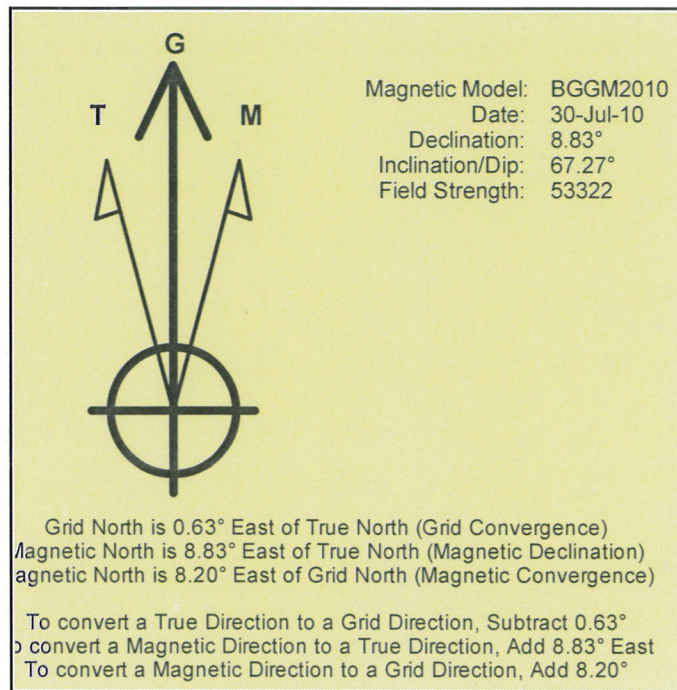 G
T M
Magnetic Model: BGGM2010
Date: 30-Jul-10
Declination: 8.83°
Inclination/Dip: 67.27°
Field Strength: 53322
Grid North is 0.63° East of True North (Grid Convergence)
Magnetic North is 8.83° East of True North (Magnetic Declination)
agnetic North is 8.20° East of Grid North (Magnetic Convergence)
To convert a True Direction to a Grid Direction, Subtract 0.63°
o convert a Magnetic Direction to a True Direction, Add 8.83° East
To convert a Magnetic Direction to a Grid Direction, Add 8.20°